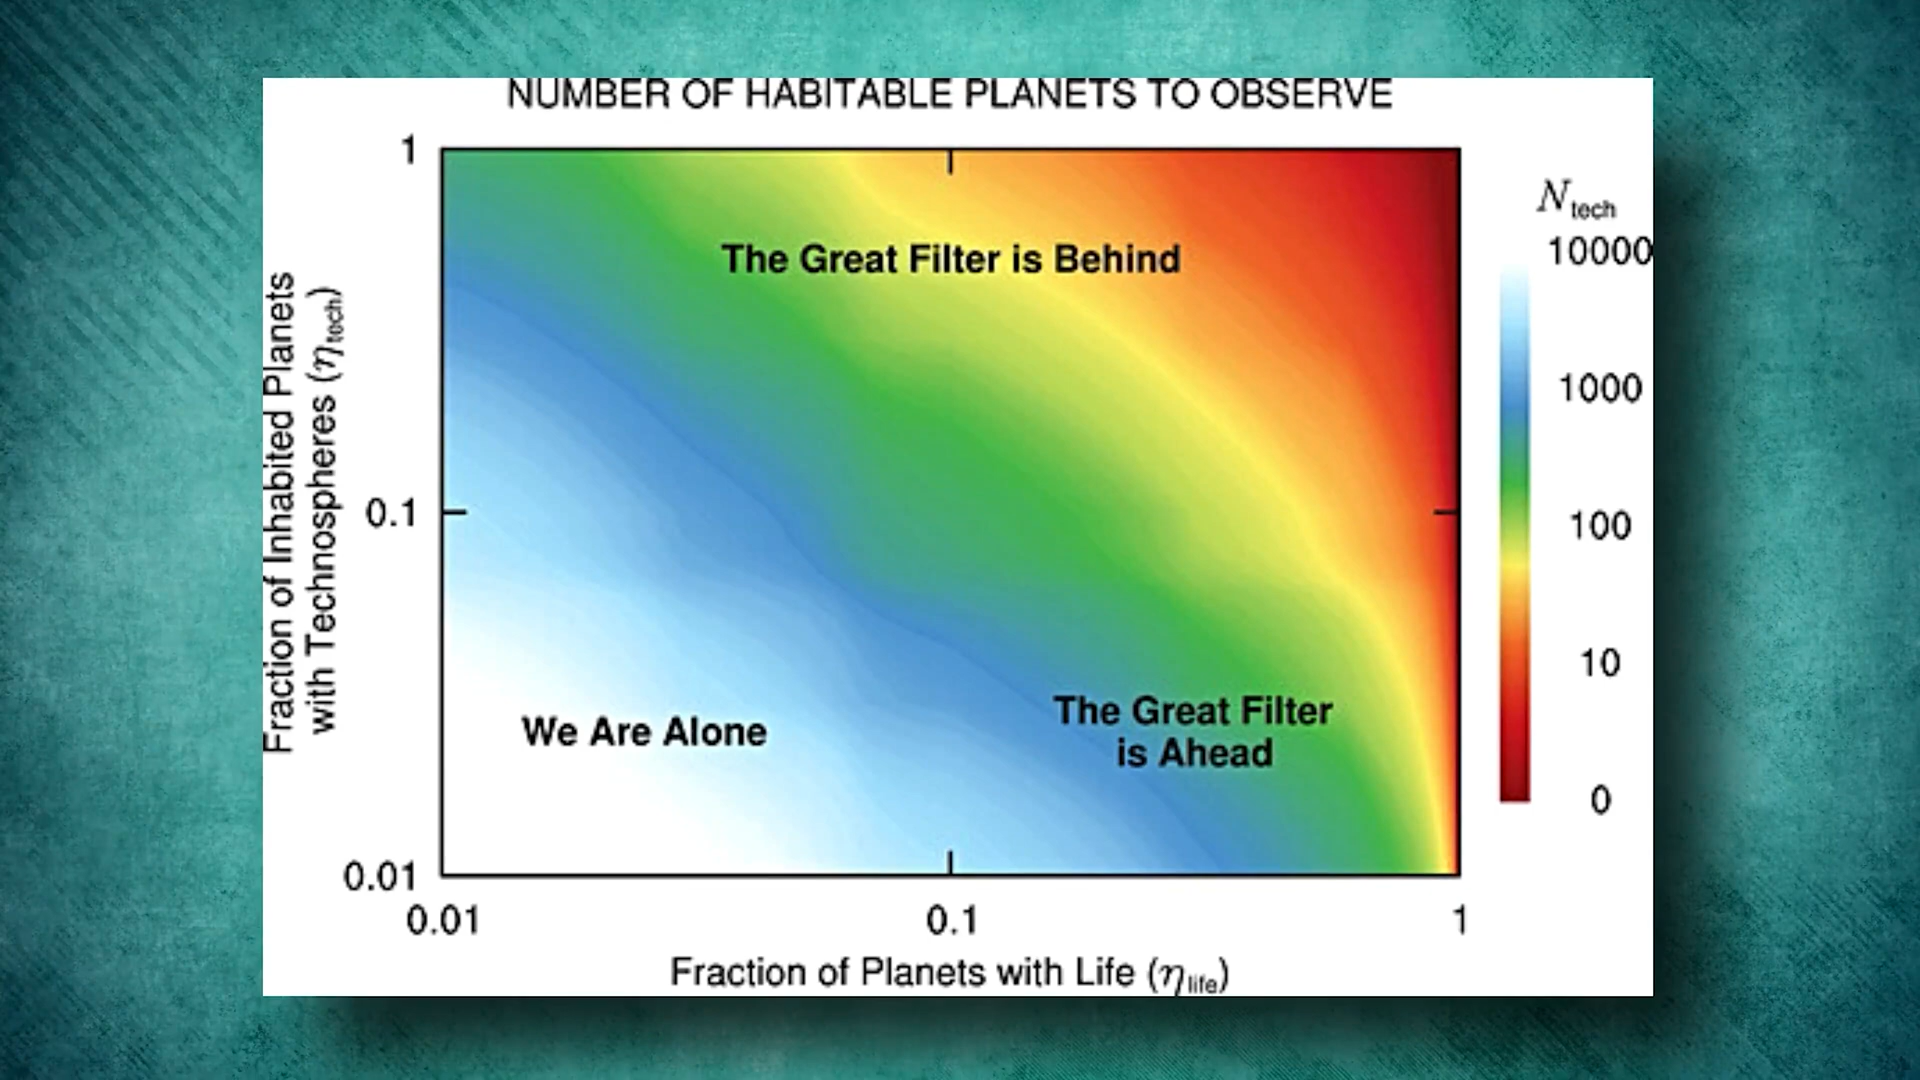 NUMBER OF HABITABLE PLANETS TO OBSERVE
1
0.1
0.01
Fraction of Inhabited Planets
with Technospheres (ηtech)
The Great Filter is Behind
We Are Alone
The Great Filter
is Ahead
0.01 0.1 1
Fraction of Planets with Life (ηlife)
Ntech
10000
1000
100
10
0